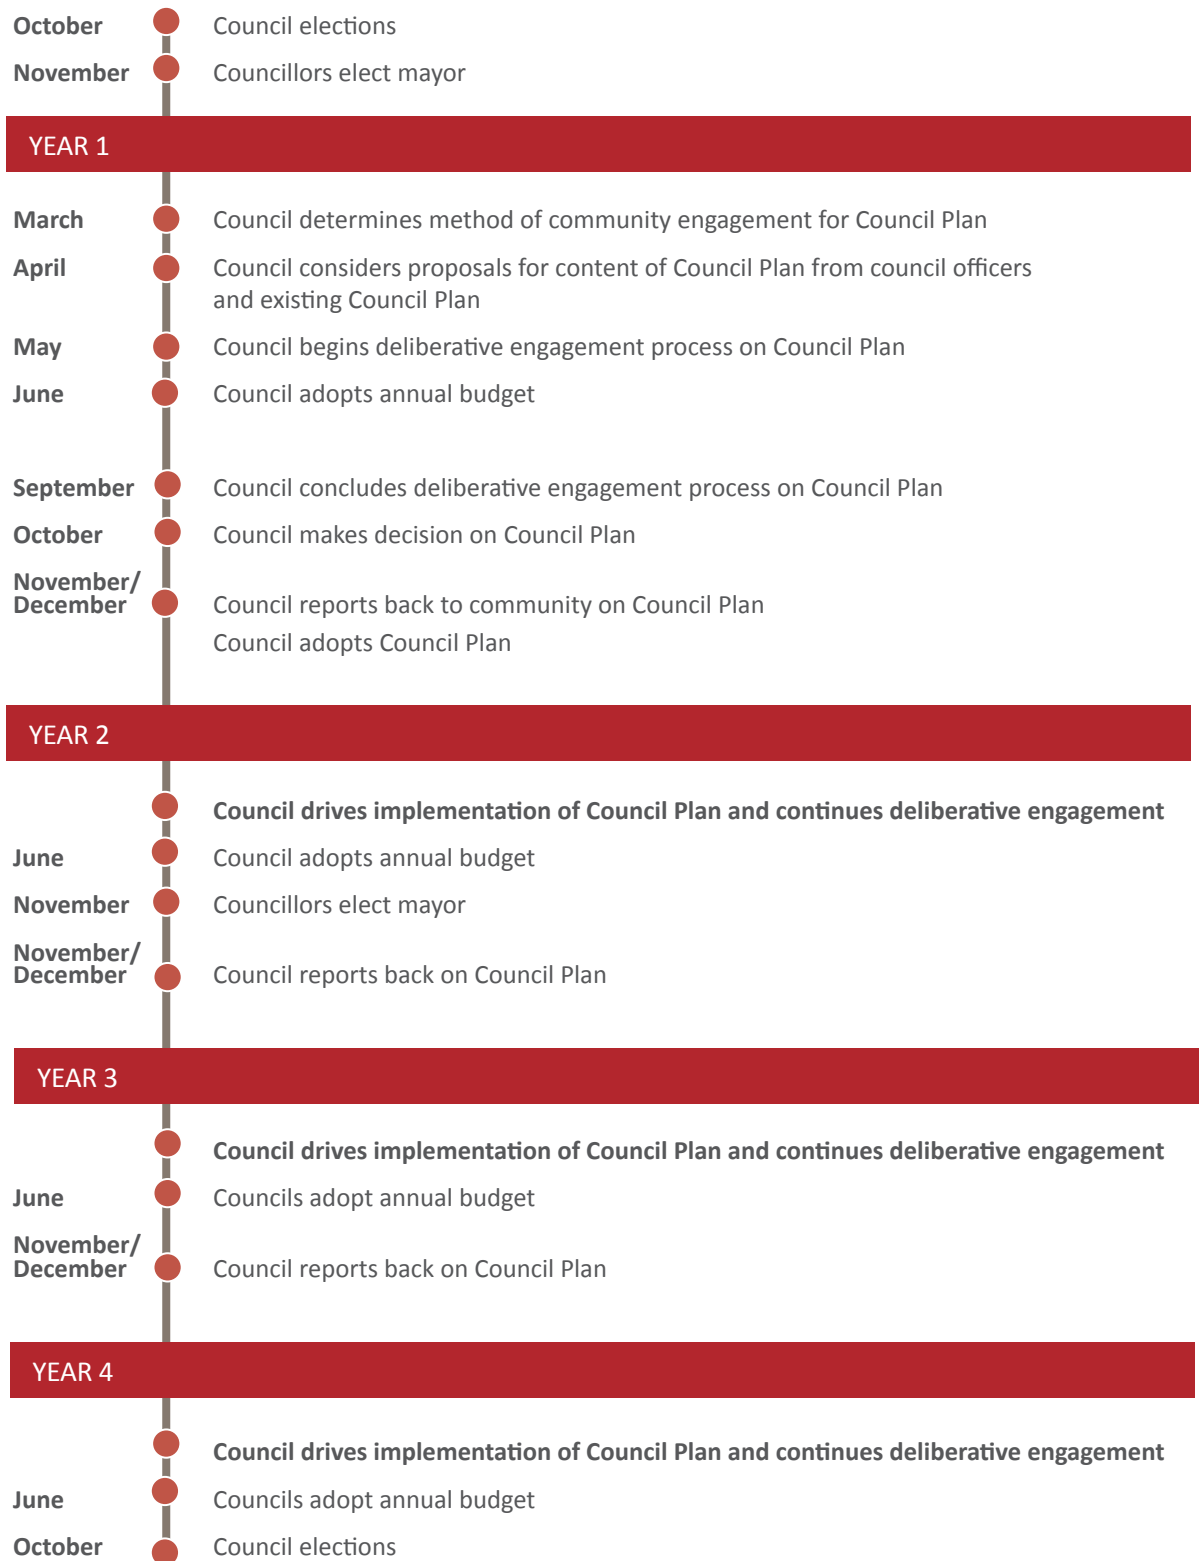 October Council elections
November Councillors elect mayor
YEAR 1
March Council determines method of community engagement for Council Plan
April Council considers proposals for content of Council Plan from council officers
and existing Council Plan
May Council begins deliberative engagement process on Council Plan
June Council adopts annual budget
September Council concludes deliberative engagement process on Council Plan
October Council makes decision on Council Plan
November/
December Council reports back to community on Council Plan
Council adopts Council Plan
YEAR 2
Council drives implementation of Council Plan and continues deliberative engagement
June Council adopts annual budget
November Councillors elect mayor
November/
December Council reports back on Council Plan
YEAR 3
Council drives implementation of Council Plan and continues deliberative engagement
June Councils adopt annual budget
November/
December Council reports back on Council Plan
YEAR 4
Council drives implementation of Council Plan and continues deliberative engagement
June Councils adopt annual budget
October Council elections